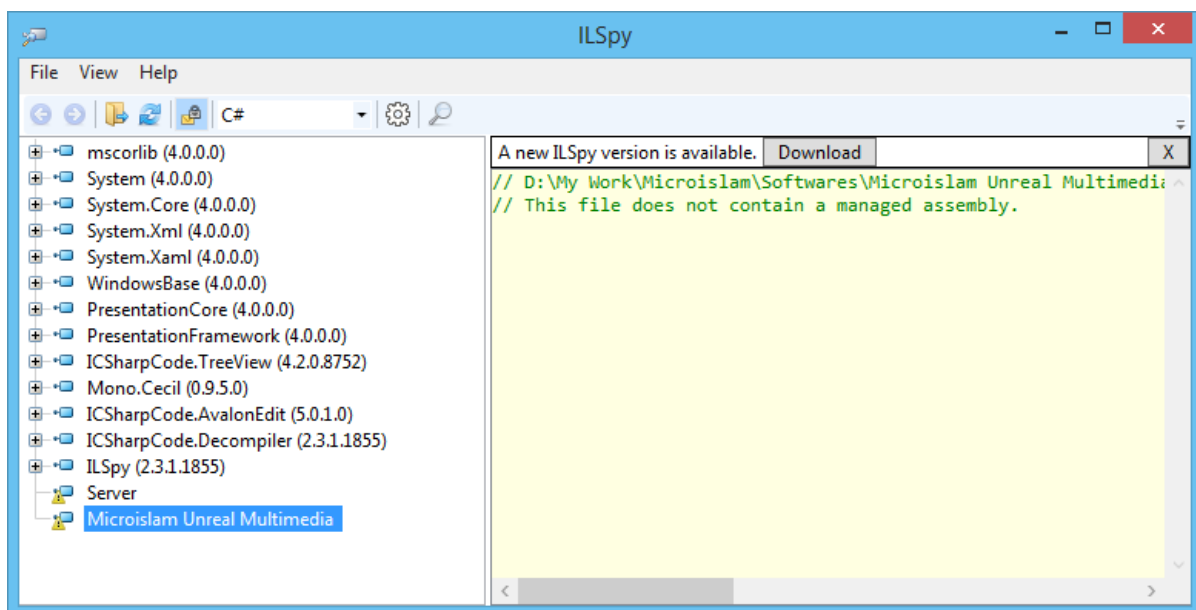 ILSpy
File View Help
C#
mscorlib (4.0.0.0)
System (4.0.0.0)
System.Core (4.0.0.0)
System.Xml (4.0.0.0)
System.Xaml (4.0.0.0)
WindowsBase (4.0.0.0)
PresentationCore (4.0.0.0)
PresentationFramework (4.0.0.0)
ICSharpCode.TreeView (4.2.0.8752)
Mono.Cecil (0.9.5.0)
ICSharpCode.AvalonEdit (5.0.1.0)
ICSharpCode.Decompiler (2.3.1.1855)
ILSpy (2.3.1.1855)
Server
Microislam Unreal Multimedia
A new ILSpy version is available. Download X
// D:\My Work\Microislam\Softwares\Microislam Unreal Multimedia
// This file does not contain a managed assembly.